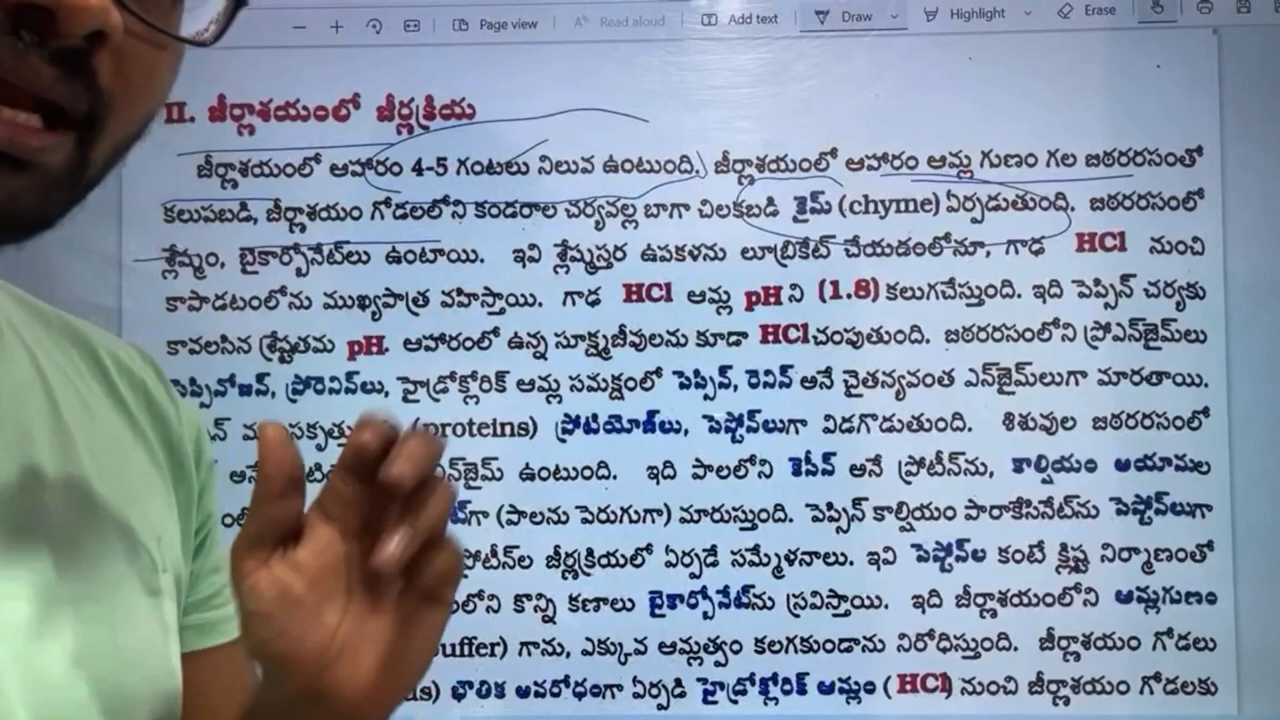 Page view
Read aloud
Add text
Draw
Highlight
Erase
II. జీర్ణాశయంలో జీర్ణక్రియ
జీర్ణాశయంలో ఆహారం 4-5 గంటలు నిలువ ఉంటుంది. జీర్ణాశయంలో ఆహారం ఆమ్ల గుణం గల జఠరరసంతో
కలుపబడి, జీర్ణాశయం గోడలలోని కండరాల చర్యవల్ల బాగా చిలకబడి కైమ్ (chyme) ఏర్పడుతుంది. జఠరరసంలో
శ్లేష్మం, బైకార్బోనేట్‌లు ఉంటాయి. ఇవి శ్లేష్మస్తర ఉపకళను లూబ్రికేట్ చేయడంలోనూ, గాఢ HCl నుంచి
కాపాడటంలోను ముఖ్యపాత్ర వహిస్తాయి. గాఢ HCl ఆమ్ల pH ని (1.8) కలుగచేస్తుంది. ఇది పెప్సిన్ చర్యకు
కావలసిన శ్రేష్టతమ pH. ఆహారంలో ఉన్న సూక్ష్మజీవులను కూడా HCl చంపుతుంది. జఠరరసంలోని ప్రోఎన్‌జైమ్‌లు
పెప్సినోజన్, ప్రోరెనిన్‌లు, హైడ్రోక్లోరిక్ ఆమ్ల సమక్షంలో పెప్సిన్, రెనిన్ అనే చైతన్యవంత ఎన్‌జైమ్‌లుగా మారతాయి.
(proteins) ప్రోటియోజ్‌లు, పెప్టోన్‌లుగా విడగొడుతుంది. శిశువుల జఠరరసంలో
అనే ఉంటుంది. ఇది పాలలోని కెసీన్ అనే ప్రోటీన్‌ను, కాల్షియం అయానుల
(పాలను పెరుగుగా) మారుస్తుంది. పెప్సిన్ కాల్షియం పారాకేసినేట్‌ను పెప్టోన్‌లుగా
ప్రోటీన్‌ల జీర్ణక్రియలో ఏర్పడే సమ్మేళనాలు. ఇవి పెప్టోన్‌ల కంటే క్లిష్ట నిర్మాణంతో
కొన్ని కణాలు బైకార్బోనేట్‌ను స్రవిస్తాయి. ఇది జీర్ణాశయంలోని ఆమ్లగుణం
గాను, ఎక్కువ ఆమ్లత్వం కలగకుండాను నిరోధిస్తుంది. జీర్ణాశయం గోడలు
భౌతిక అవరోధంగా ఏర్పడి హైడ్రోక్లోరిక్ ఆమ్లం (HCl) నుంచి జీర్ణాశయం గోడలకు